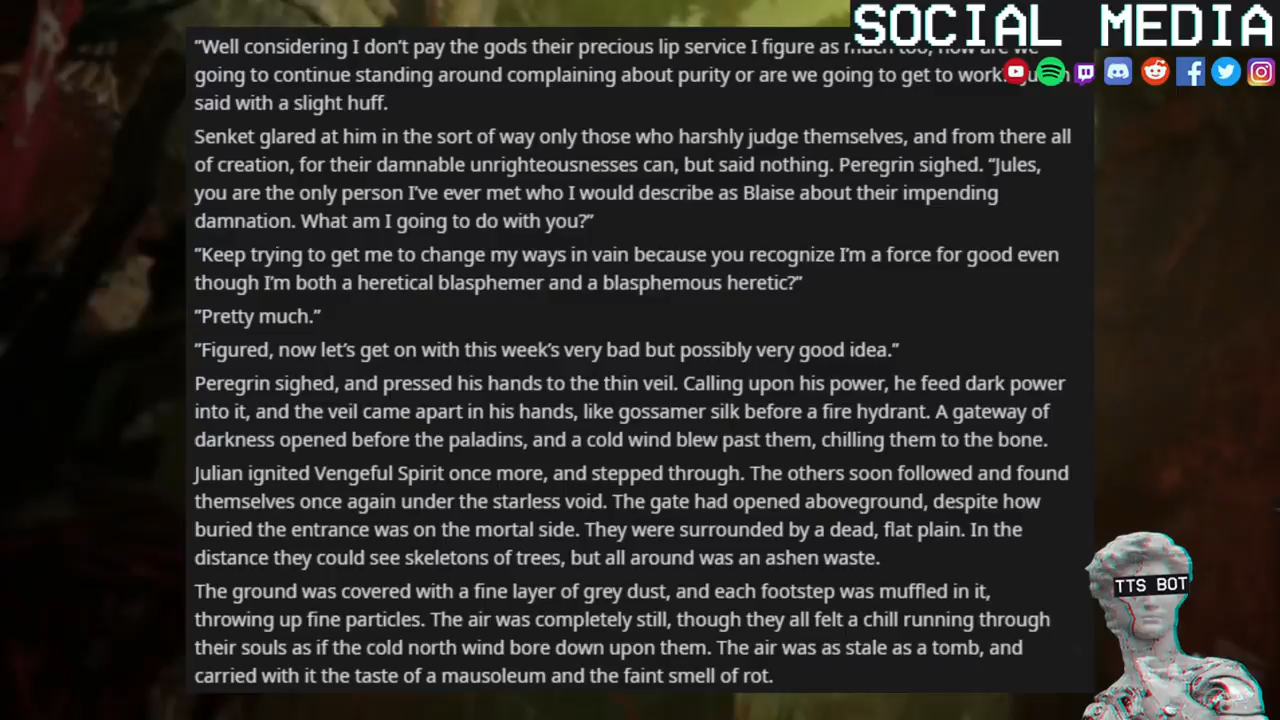 SOCIAL MEDIA
"Well considering I don't pay the gods their precious lip service I figure as much too, now are we
going to continue standing around complaining about purity or are we going to get to work.
said with a slight huff.
Senket glared at him in the sort of way only those who harshly judge themselves, and from there all
of creation, for their damnable unrighteousnesses can, but said nothing. Peregrin sighed. "Jules,
you are the only person I've ever met who I would describe as Blaise about their impending
damnation. What am I going to do with you?"
"Keep trying to get me to change my ways in vain because you recognize I'm a force for good even
though I'm both a heretical blasphemer and a blasphemous heretic?"
"Pretty much."
"Figured, now let's get on with this week's very bad but possibly very good idea."
Peregrin sighed, and pressed his hands to the thin veil. Calling upon his power, he feed dark power
into it, and the veil came apart in his hands, like gossamer silk before a fire hydrant. A gateway of
darkness opened before the paladins, and a cold wind blew past them, chilling them to the bone.
Julian ignited Vengeful Spirit once more, and stepped through. The others soon followed and found
themselves once again under the starless void. The gate had opened aboveground, despite how
buried the entrance was on the mortal side. They were surrounded by a dead, flat plain. In the
distance they could see skeletons of trees, but all around was an ashen waste.
The ground was covered with a fine layer of grey dust, and each footstep was muffled in it,
throwing up fine particles. The air was completely still, though they all felt a chill running through
their souls as if the cold north wind bore down upon them. The air was as stale as a tomb, and
carried with it the taste of a mausoleum and the faint smell of rot.
TTS BOT